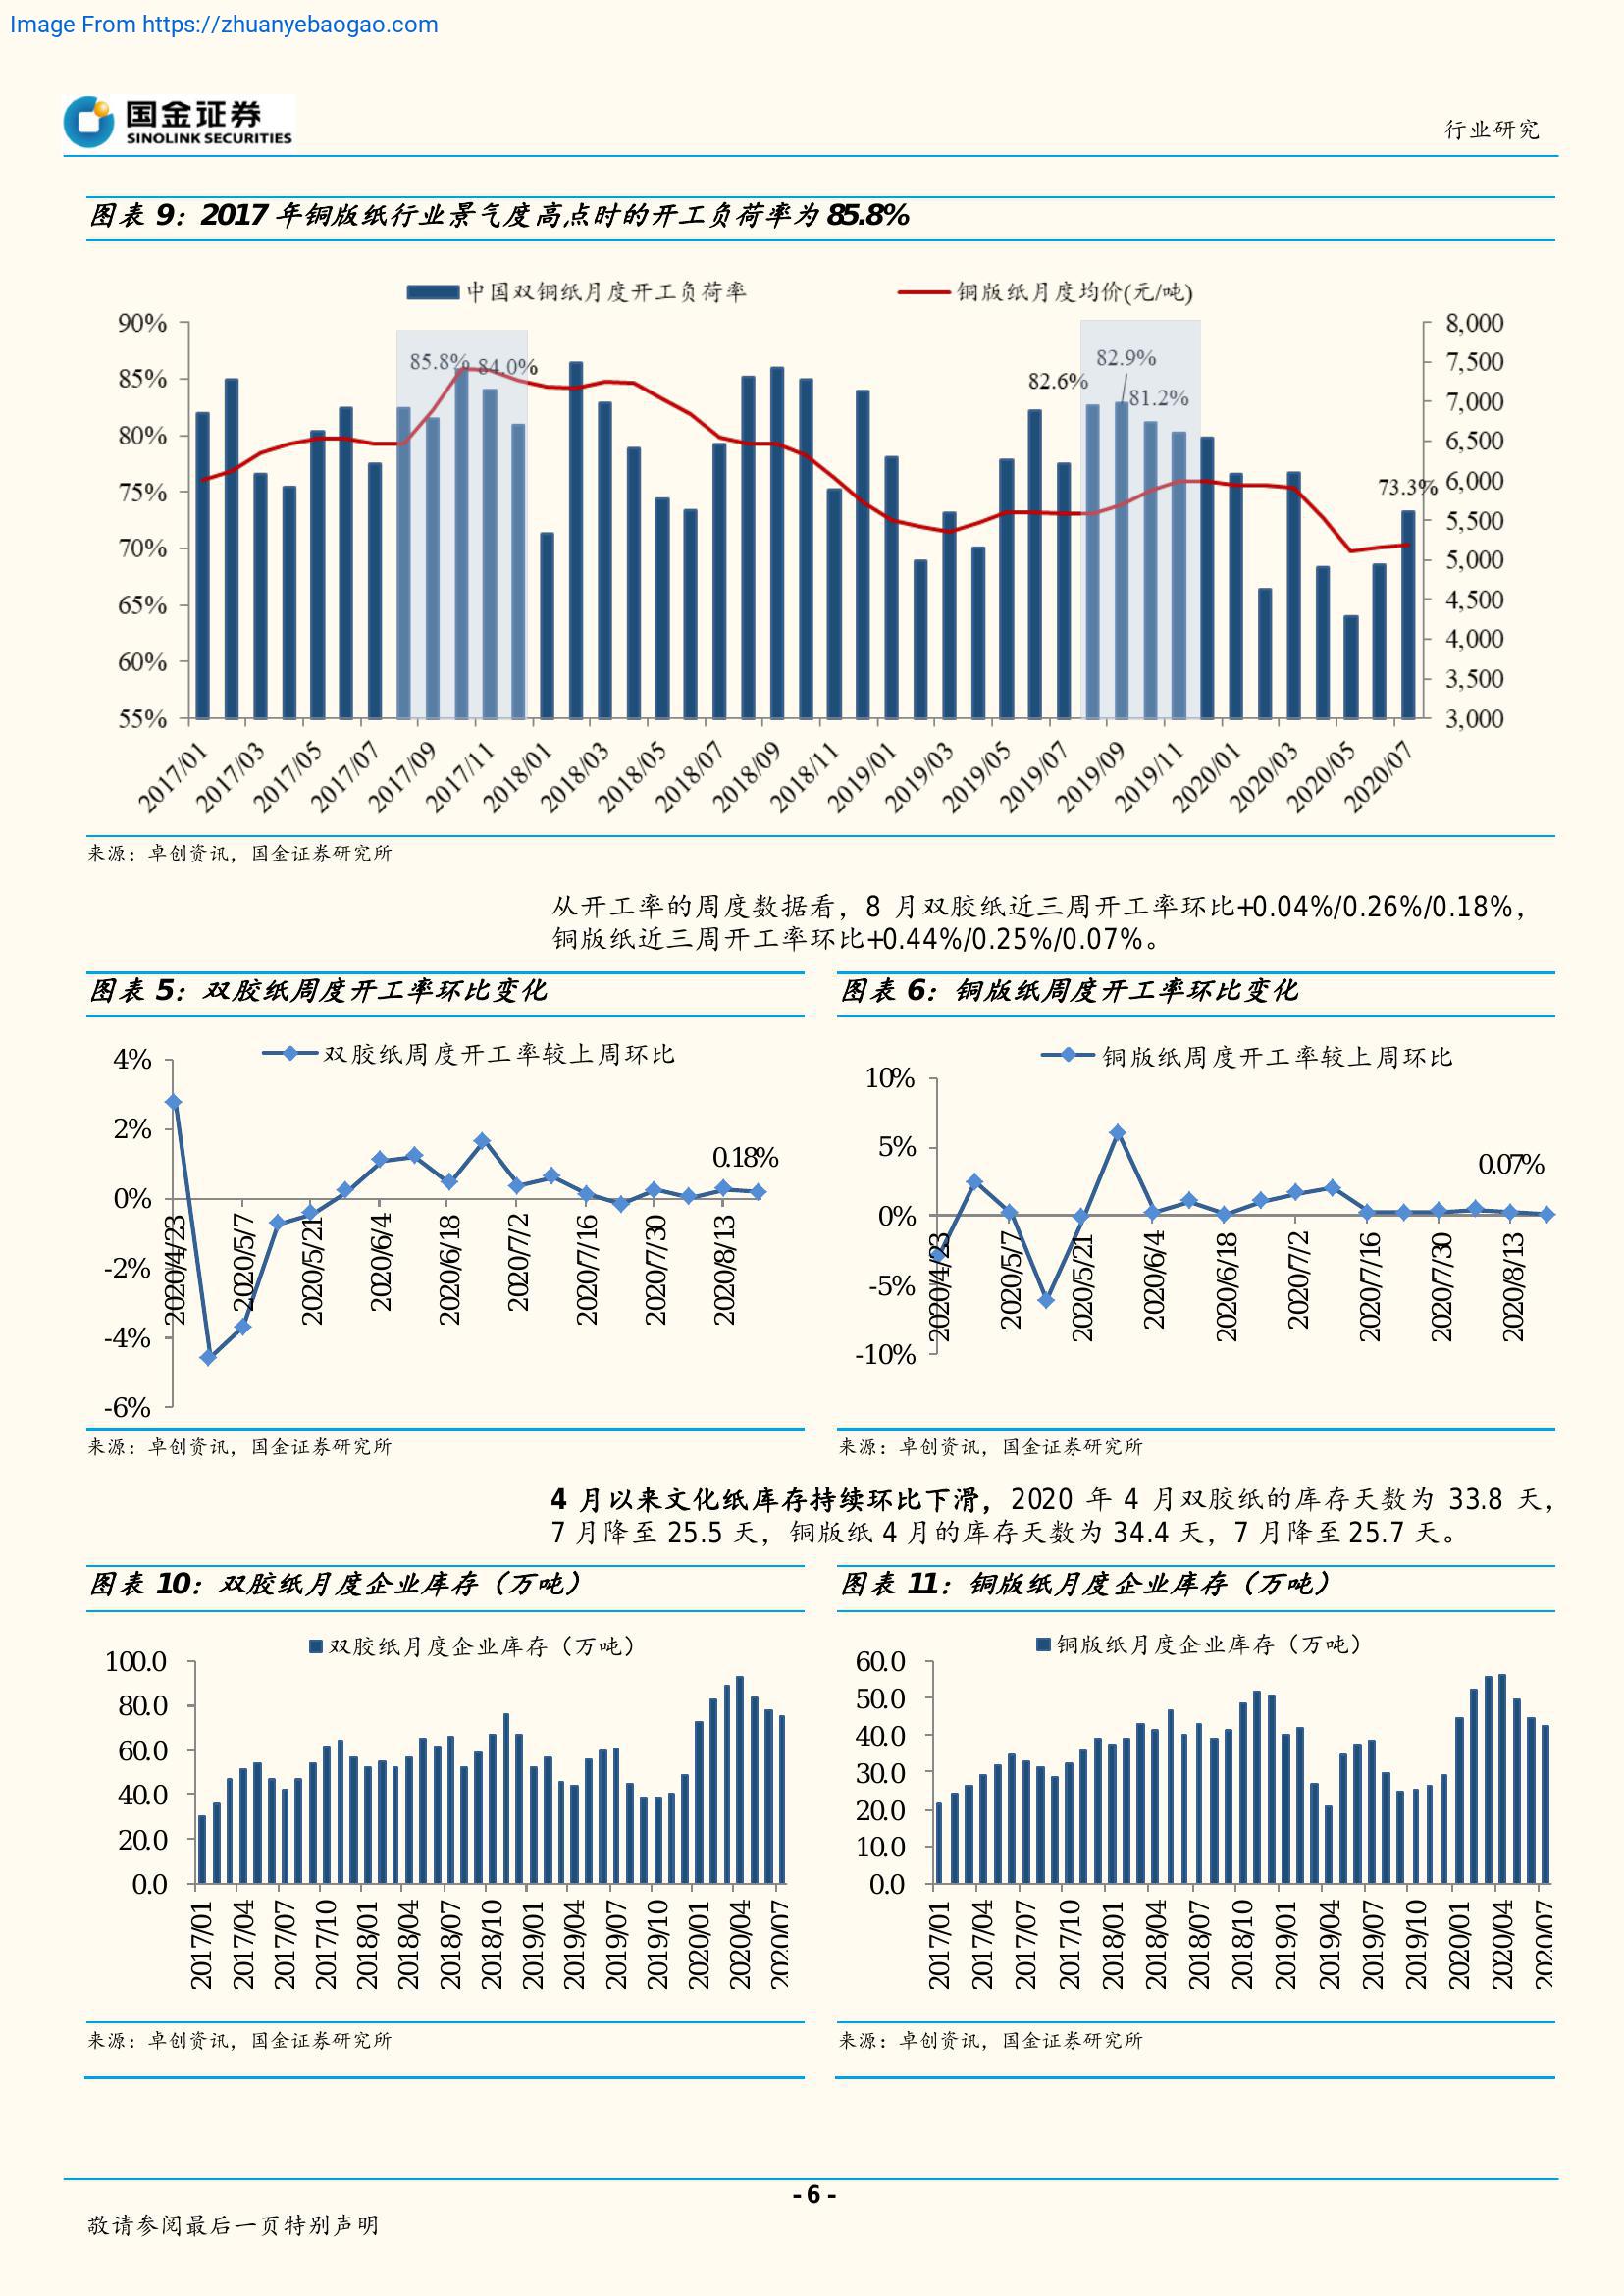 Image From https://zhuanyebaogao.com
国金证券
SINOLINK SECURITIES
行业研究
图表 9：2017 年铜版纸行业景气度高点时的开工负荷率为 85.8%
中国双铜纸月度开工负荷率 铜版纸月度均价(元/吨)
90% 8,000
7,500
85% 7,000
80% 6,500
75% 6,000
5,500
70% 5,000
65% 4,500
4,000
60% 3,500
55% 3,000
85.8% 84.0% 82.6% 82.9% 81.2% 73.3%
2017/01 2017/03 2017/05 2017/07 2017/09 2017/11 2018/01 2018/03 2018/05 2018/07 2018/09 2018/11 2019/01 2019/03 2019/05 2019/07 2019/09 2019/11 2020/01 2020/03 2020/05 2020/07
来源：卓创资讯，国金证券研究所
从开工率的周度数据看，8 月双胶纸近三周开工率环比+0.04%/0.26%/0.18%，
铜版纸近三周开工率环比+0.44%/0.25%/0.07%。
图表 5：双胶纸周度开工率环比变化
双胶纸周度开工率较上周环比
4%
2%
0%
-2%
-4%
-6%
0.18%
2020/4/23 2020/5/7 2020/5/21 2020/6/4 2020/6/18 2020/7/2 2020/7/16 2020/7/30 2020/8/13
来源：卓创资讯，国金证券研究所
图表 6：铜版纸周度开工率环比变化
铜版纸周度开工率较上周环比
10%
5%
0%
-5%
-10%
0.07%
2020/4/23 2020/5/7 2020/5/21 2020/6/4 2020/6/18 2020/7/2 2020/7/16 2020/7/30 2020/8/13
来源：卓创资讯，国金证券研究所
4 月以来文化纸库存持续环比下滑，2020 年 4 月双胶纸的库存天数为 33.8 天，
7 月降至 25.5 天，铜版纸 4 月的库存天数为 34.4 天，7 月降至 25.7 天。
图表 10：双胶纸月度企业库存（万吨）
双胶纸月度企业库存（万吨）
100.0
80.0
60.0
40.0
20.0
0.0
2017/01 2017/04 2017/07 2017/10 2018/01 2018/04 2018/07 2018/10 2019/01 2019/04 2019/07 2019/10 2020/01 2020/04 2020/07
来源：卓创资讯，国金证券研究所
图表 11：铜版纸月度企业库存（万吨）
铜版纸月度企业库存（万吨）
60.0
50.0
40.0
30.0
20.0
10.0
0.0
2017/01 2017/04 2017/07 2017/10 2018/01 2018/04 2018/07 2018/10 2019/01 2019/04 2019/07 2019/10 2020/01 2020/04 2020/07
来源：卓创资讯，国金证券研究所
- 6 -
敬请参阅最后一页特别声明